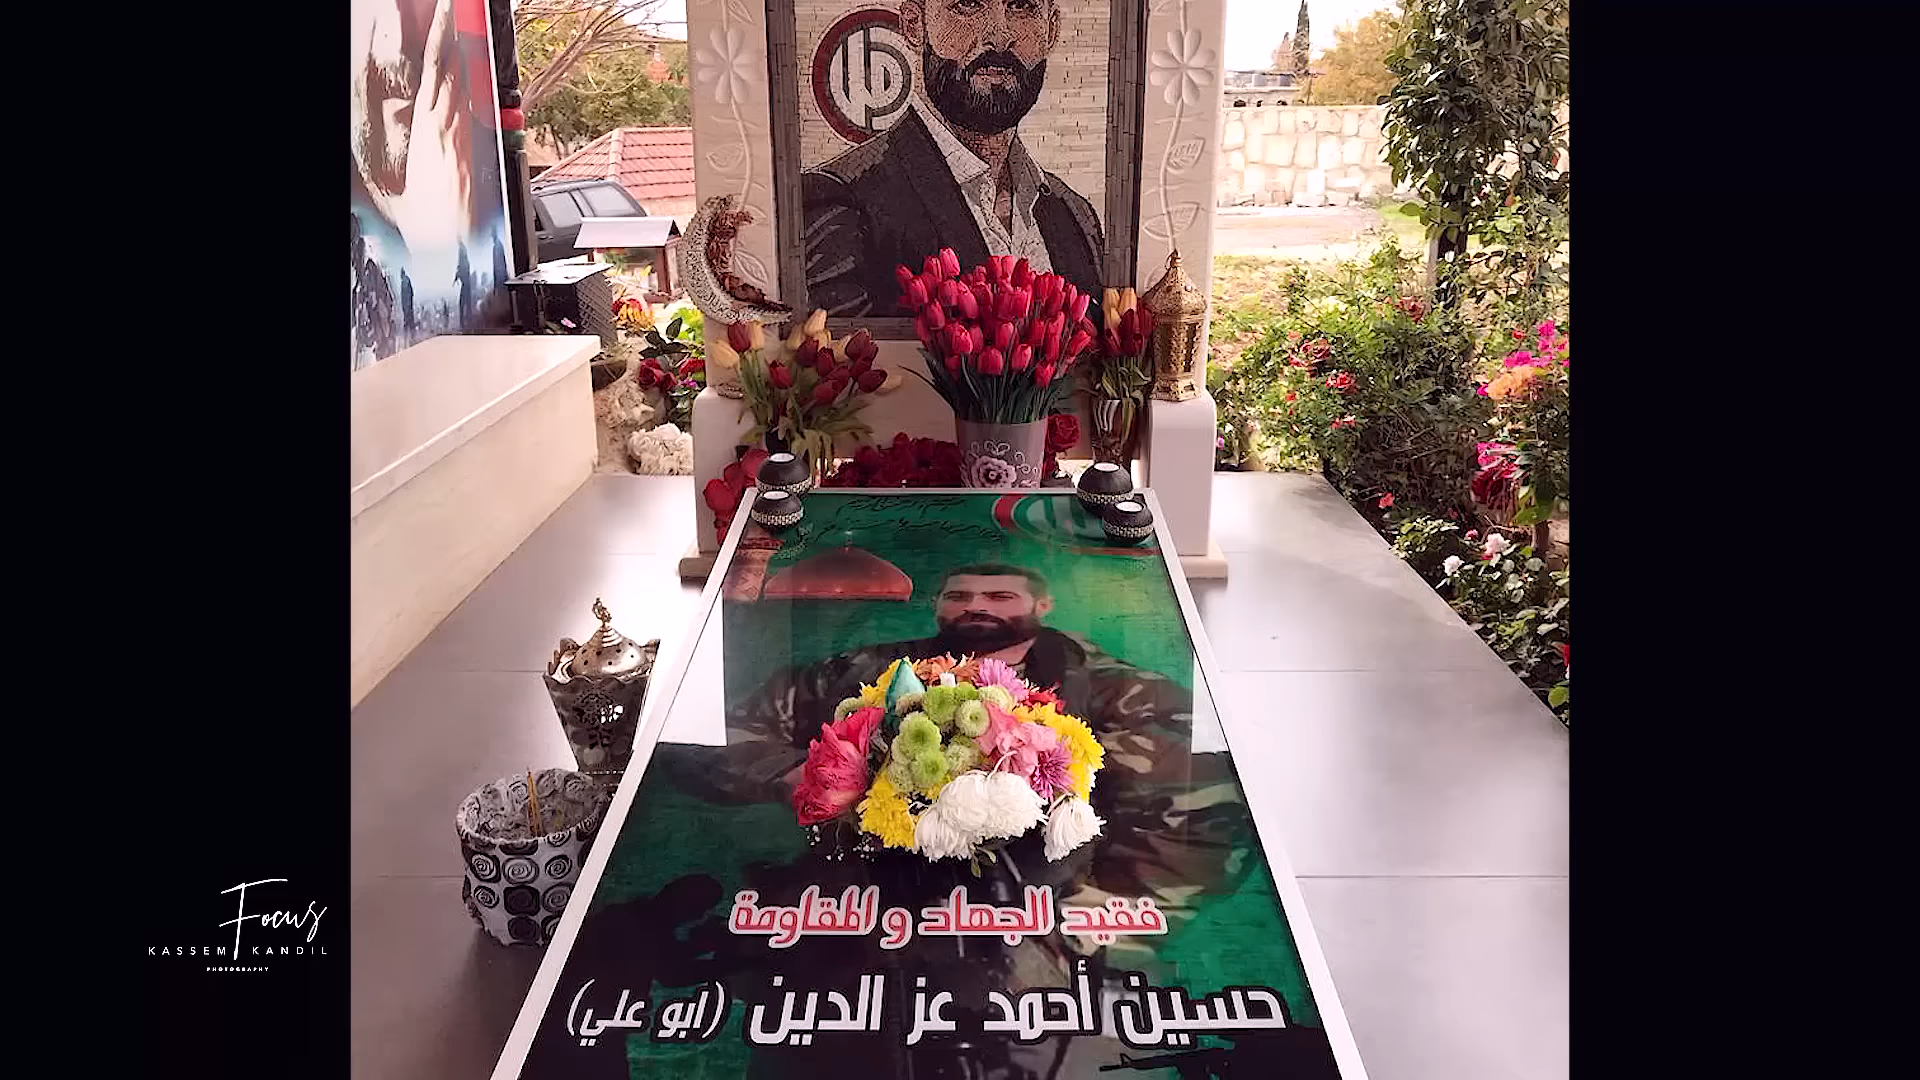 فقيد الجهاد و المقاومة
حسين أحمد عز الدين (ابو علي)
Focus
KASSEM KANDIL
PHOTOGRAPHY